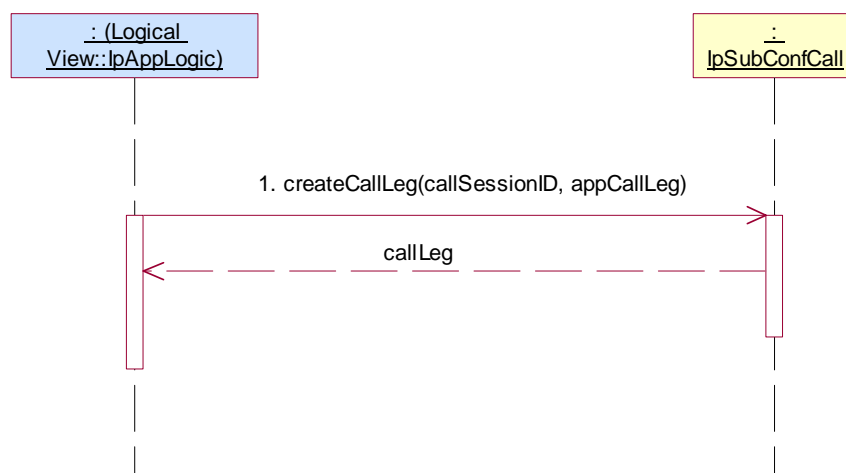 : (Logical
View::IpAppLogic)
:
IpSubConfCall
1. createCallLeg(callSessionID, appCallLeg)
callLeg